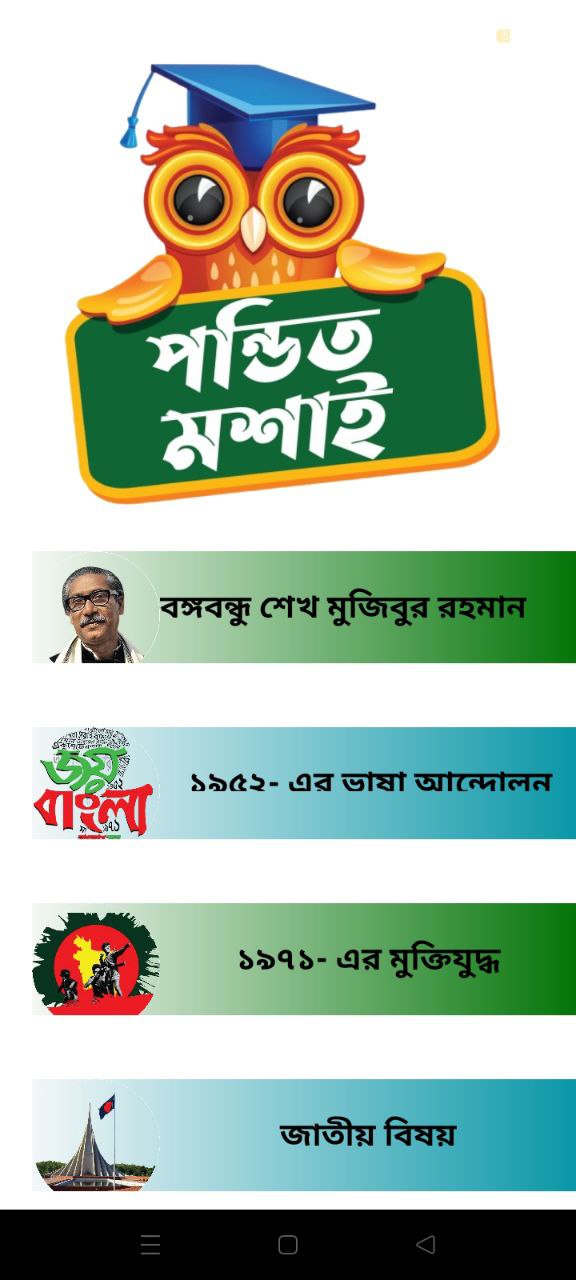 পন্ডিত
মশাই
বঙ্গবন্ধু শেখ মুজিবুর রহমান
জয়
বাংলা
১৯৫২- এর ভাষা আন্দোলন
১৯৭১- এর মুক্তিযুদ্ধ
জাতীয় বিষয়